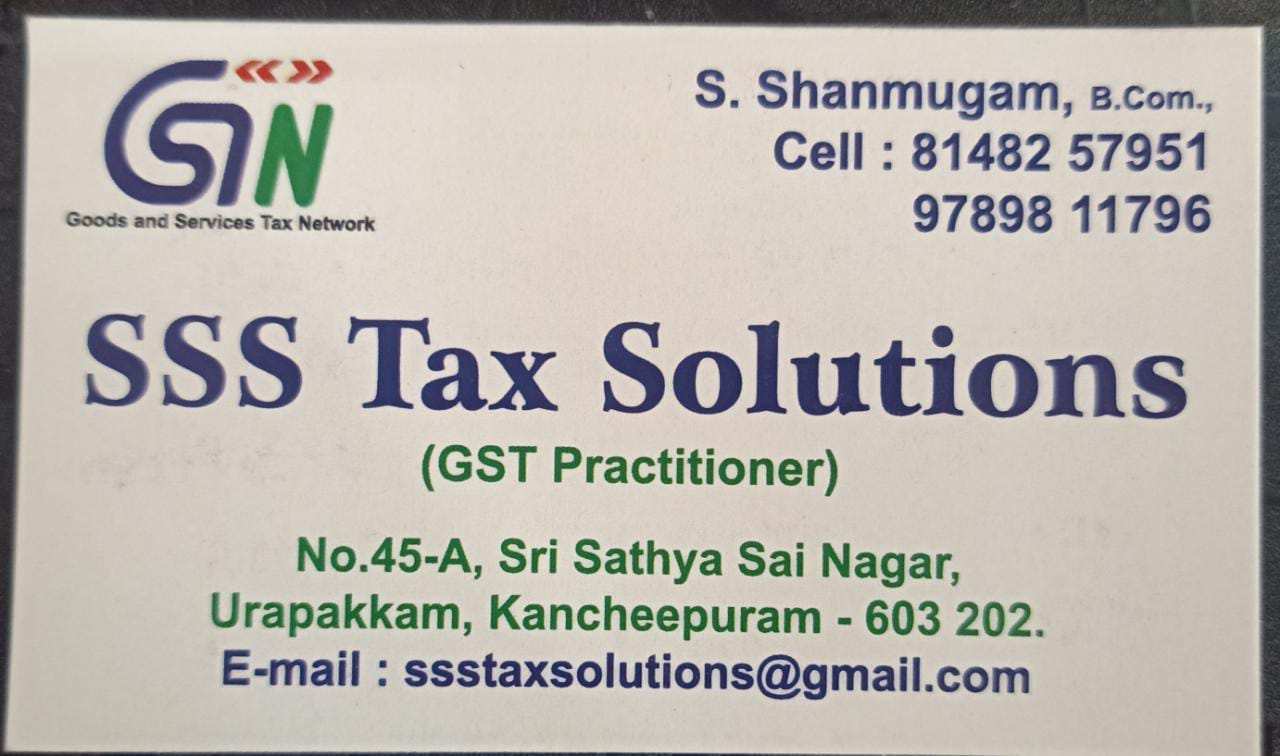 GSTN
Goods and Services Tax Network
S. Shanmugam, B.Com.,
Cell : 81482 57951
97898 11796
SSS Tax Solutions
(GST Practitioner)
No.45-A, Sri Sathya Sai Nagar,
Urapakkam, Kancheepuram - 603 202.
E-mail : ssstaxsolutions@gmail.com